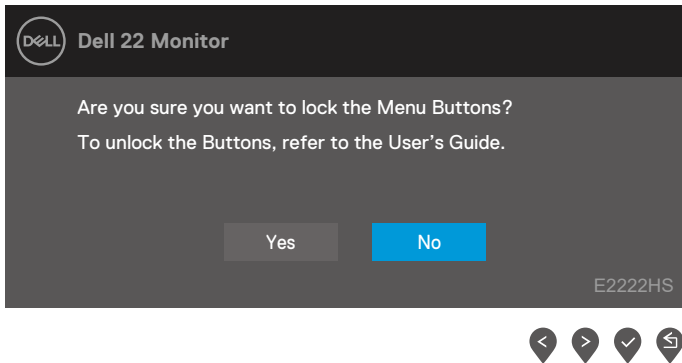 DELL Dell 22 Monitor
Are you sure you want to lock the Menu Buttons?
To unlock the Buttons, refer to the User’s Guide.
Yes No
E2222HS